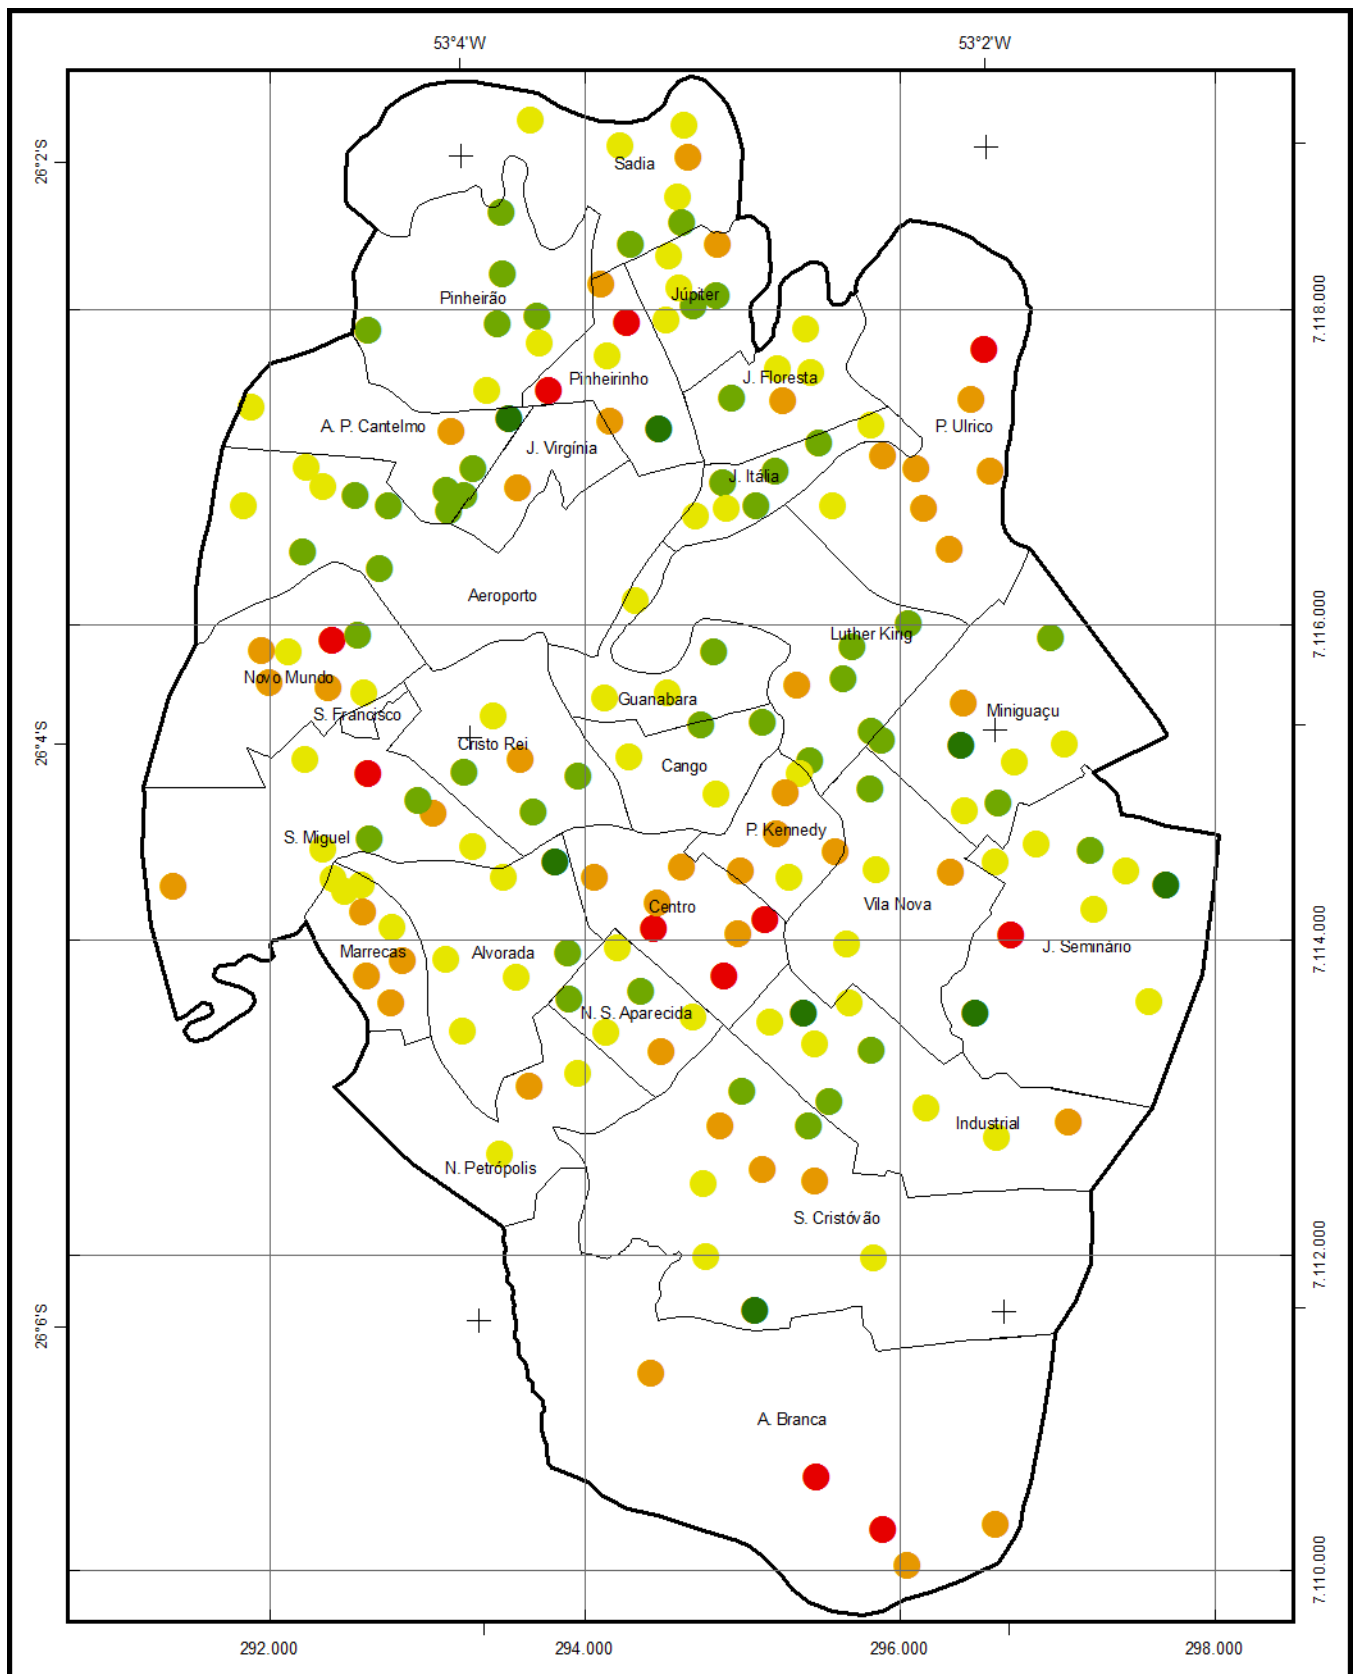 53°4'W
53°2'W
26°2'S
Sadia
Pinheirão
Júpiter
7.118.000
Pinheirinho
J. Floresta
A. P. Cantelmo
P. Ulrico
J. Virgínia
J. Itália
Aeroporto
7.116.000
Luther King
Novo Mundo
Guanabara
S. Francisco
Miniguaçu
26°4'S
Cristo Rei
Cango
P. Kennedy
S. Miguel
Vila Nova
Centro
7.114.000
Marrecas
Alvorada
J. Seminário
N. S. Aparecida
Industrial
N. Petrópolis
S. Cristóvão
7.112.000
26°6'S
A. Branca
7.110.000
292.000
294.000
296.000
298.000